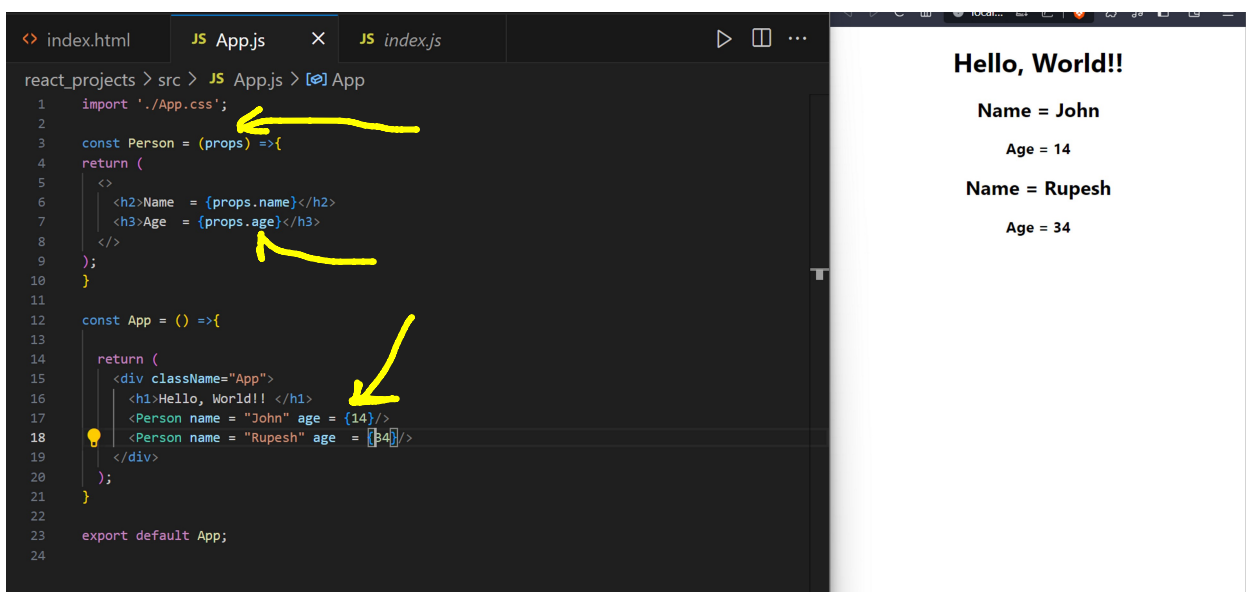 <> index.html JS App.js × JS index.js
react_projects > src > JS App.js > App
1 import './App.css';
2
3 const Person = (props) =>{
4 return (
5 <>
6 <h2>Name  = {props.name}</h2>
7 <h3>Age  = {props.age}</h3>
8 </>
9 );
10 }
11
12 const App = () =>{
13
14 return (
15 <div className="App">
16 <h1>Hello, World!! </h1>
17 <Person name = "John" age = {14}/>
18 <Person name = "Rupesh" age  = {34}/>
19 </div>
20 );
21 }
22
23 export default App;
24
Hello, World!!
Name = John
Age = 14
Name = Rupesh
Age = 34